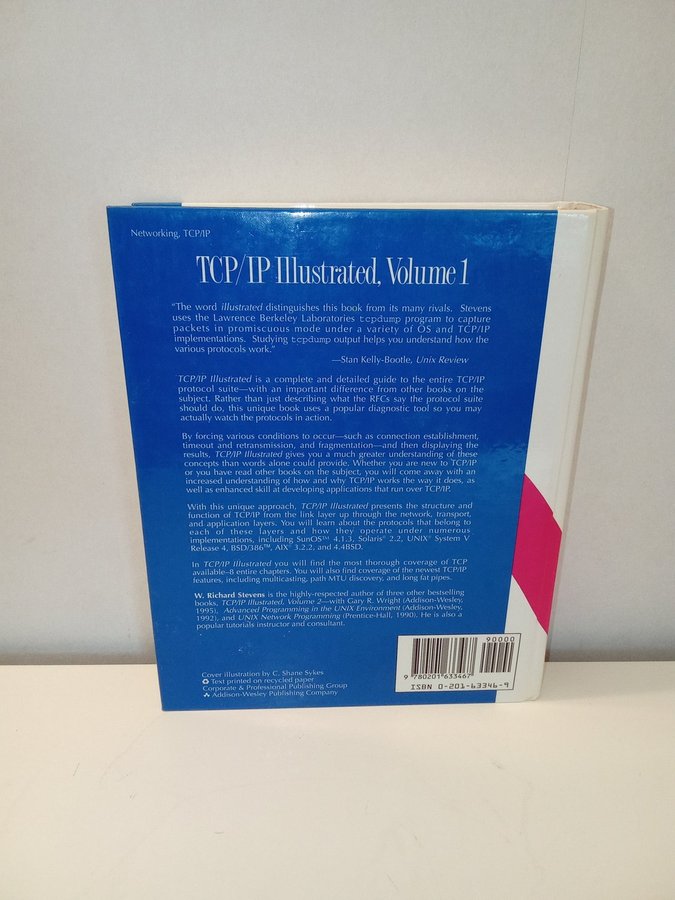 Networking, TCP/IP
TCP/IP Illustrated, Volume 1
“The word illustrated distinguishes this book from its many rivals. Stevens
uses the Lawrence Berkeley Laboratories tcpdump program to capture
packets in promiscuous mode under a variety of OS and TCP/IP
implementations. Studying tcpdump output helps you understand how the
various protocols work.”
—Stan Kelly-Bootle, Unix Review
TCP/IP Illustrated is a complete and detailed guide to the entire TCP/IP
protocol suite—with an important difference from other books on the
subject. Rather than just describing what the RFCs say the protocol suite
should do, this unique book uses a popular diagnostic tool so you may
actually watch the protocols in action.
By forcing various conditions to occur—such as connection establishment,
timeout and retransmission, and fragmentation—and then displaying the
results, TCP/IP Illustrated gives you a much greater understanding of these
concepts than words alone could provide. Whether you are new to TCP/IP
or you have read other books on the subject, you will come away with an
increased understanding of how and why TCP/IP works the way it does, as
well as enhanced skill at developing applications that run over TCP/IP.
With this unique approach, TCP/IP Illustrated presents the structure and
function of TCP/IP from the link layer up through the network, transport,
and application layers. You will learn about the protocols that belong to
each of these layers and how they operate under numerous
implementations, including SunOS™ 4.1.3, Solaris® 2.2, UNIX® System V
Release 4, BSD/386™, AIX® 3.2.2, and 4.4BSD.
In TCP/IP Illustrated you will find the most thorough coverage of TCP
available–8 entire chapters. You will also find coverage of the newest TCP/IP
features, including multicasting, path MTU discovery, and long fat pipes.
W. Richard Stevens is the highly-respected author of three other bestselling
books, TCP/IP Illustrated, Volume 2—with Gary R. Wright (Addison-Wesley,
1995), Advanced Programming in the UNIX Environment (Addison-Wesley,
1992), and UNIX Network Programming (Prentice-Hall, 1990). He is also a
popular tutorials instructor and consultant.
Cover illustration by C. Shane Sykes
Text printed on recycled paper
Corporate & Professional Publishing Group
Addison-Wesley Publishing Company
90000
9 780201 633467
ISBN 0-201-63346-9